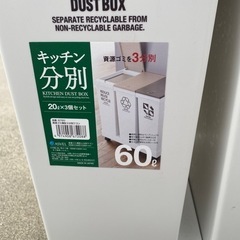 DUST BOX
SEPARATE RECYCLABLE FROM
NON-RECYCLABLE GARBAGE.
キッチン
分別
KITCHEN DUST BOX
20ℓ×3個セット
資源ゴミを3分別
60ℓ